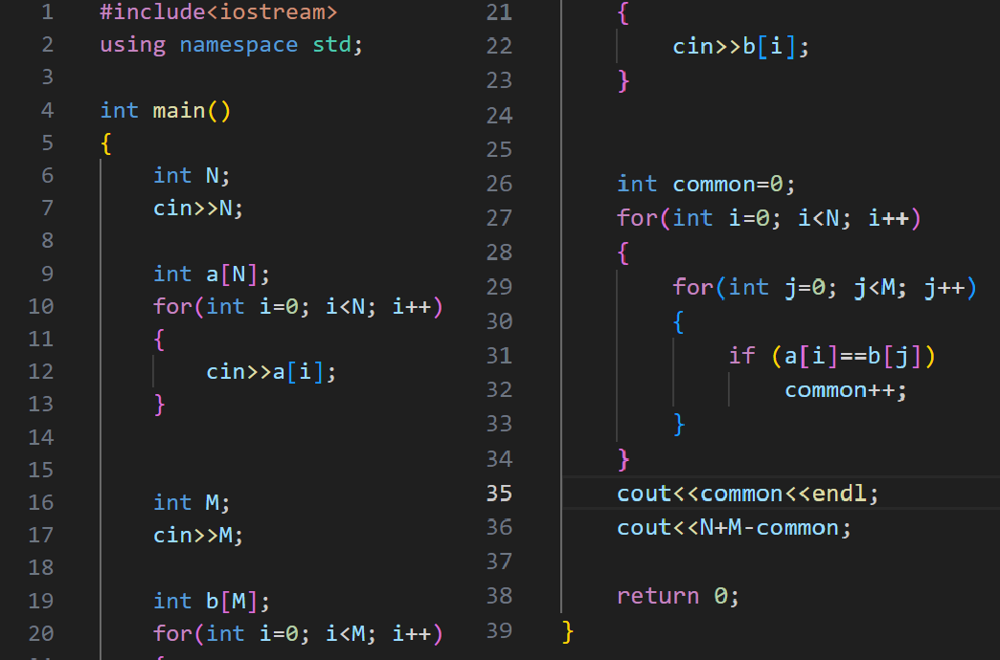 1 #include<iostream>
2 using namespace std;
3
4 int main()
5 {
6 int N;
7 cin>>N;
8
9 int a[N];
10 for(int i=0; i<N; i++)
11 {
12 cin>>a[i];
13 }
14
15
16 int M;
17 cin>>M;
18
19 int b[M];
20 for(int i=0; i<M; i++)
21 {
22 cin>>b[i];
23 }
24
25
26 int common=0;
27 for(int i=0; i<N; i++)
28 {
29 for(int j=0; j<M; j++)
30 {
31 if (a[i]==b[j])
32 common++;
33 }
34 }
35 cout<<common<<endl;
36 cout<<N+M-common;
37
38 return 0;
39 }